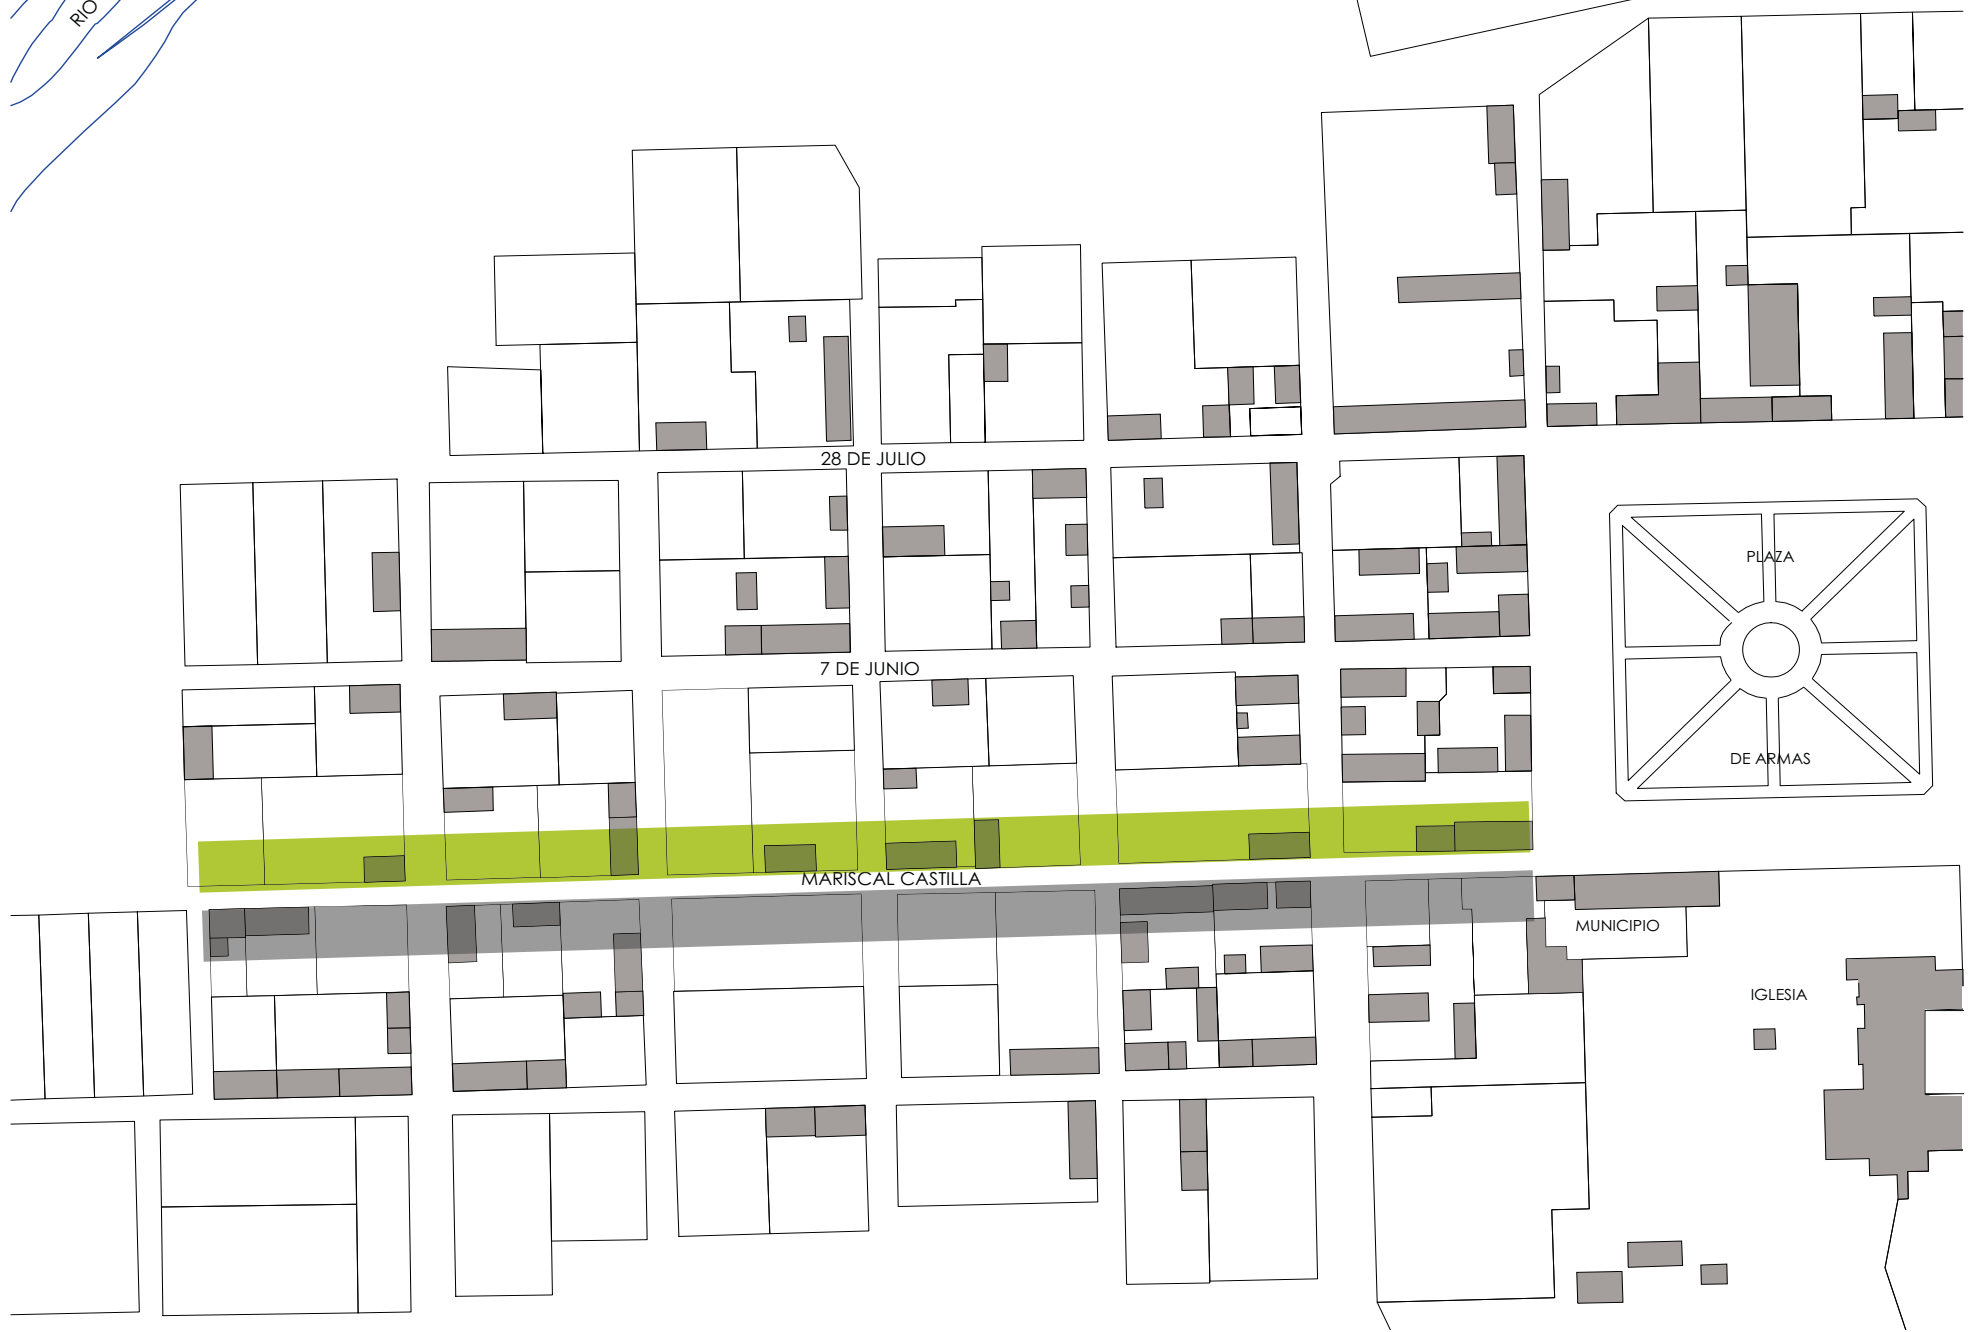 RIO
28 DE JULIO
PLAZA
7 DE JUNIO
DE ARMAS
MARISCAL CASTILLA
MUNICIPIO
IGLESIA